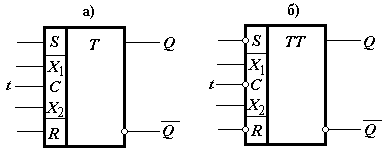 а) б)
S T Q S TT Q
X1 X1
t C t C
X2 X2
R Q R Q